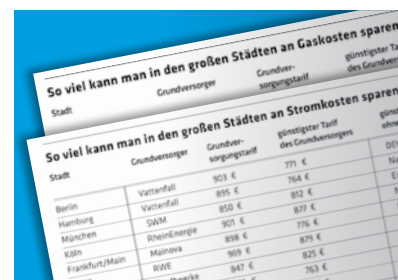 So viel kann man in den großen Städten an Gaskosten sparen
Stadt Grundversorger Grundver- günstigster Tarif
sorgungstarif des Grundver
So viel kann man in den großen Städten an Stromkosten sparen
Stadt Grundversorger Grundver- günstigster Tarif
sorgungstarif des Grundversorgers ohne
Berlin Vattenfall 903 € 771 €
Hamburg Vattenfall 895 € 764 €
München SWM 850 € 812 €
Köln RheinEnergie 901 € 877 €
Frankfurt/Main Mainova 898 € 776 €
RWE 969 € 879 €
847 € 825 €
763 €